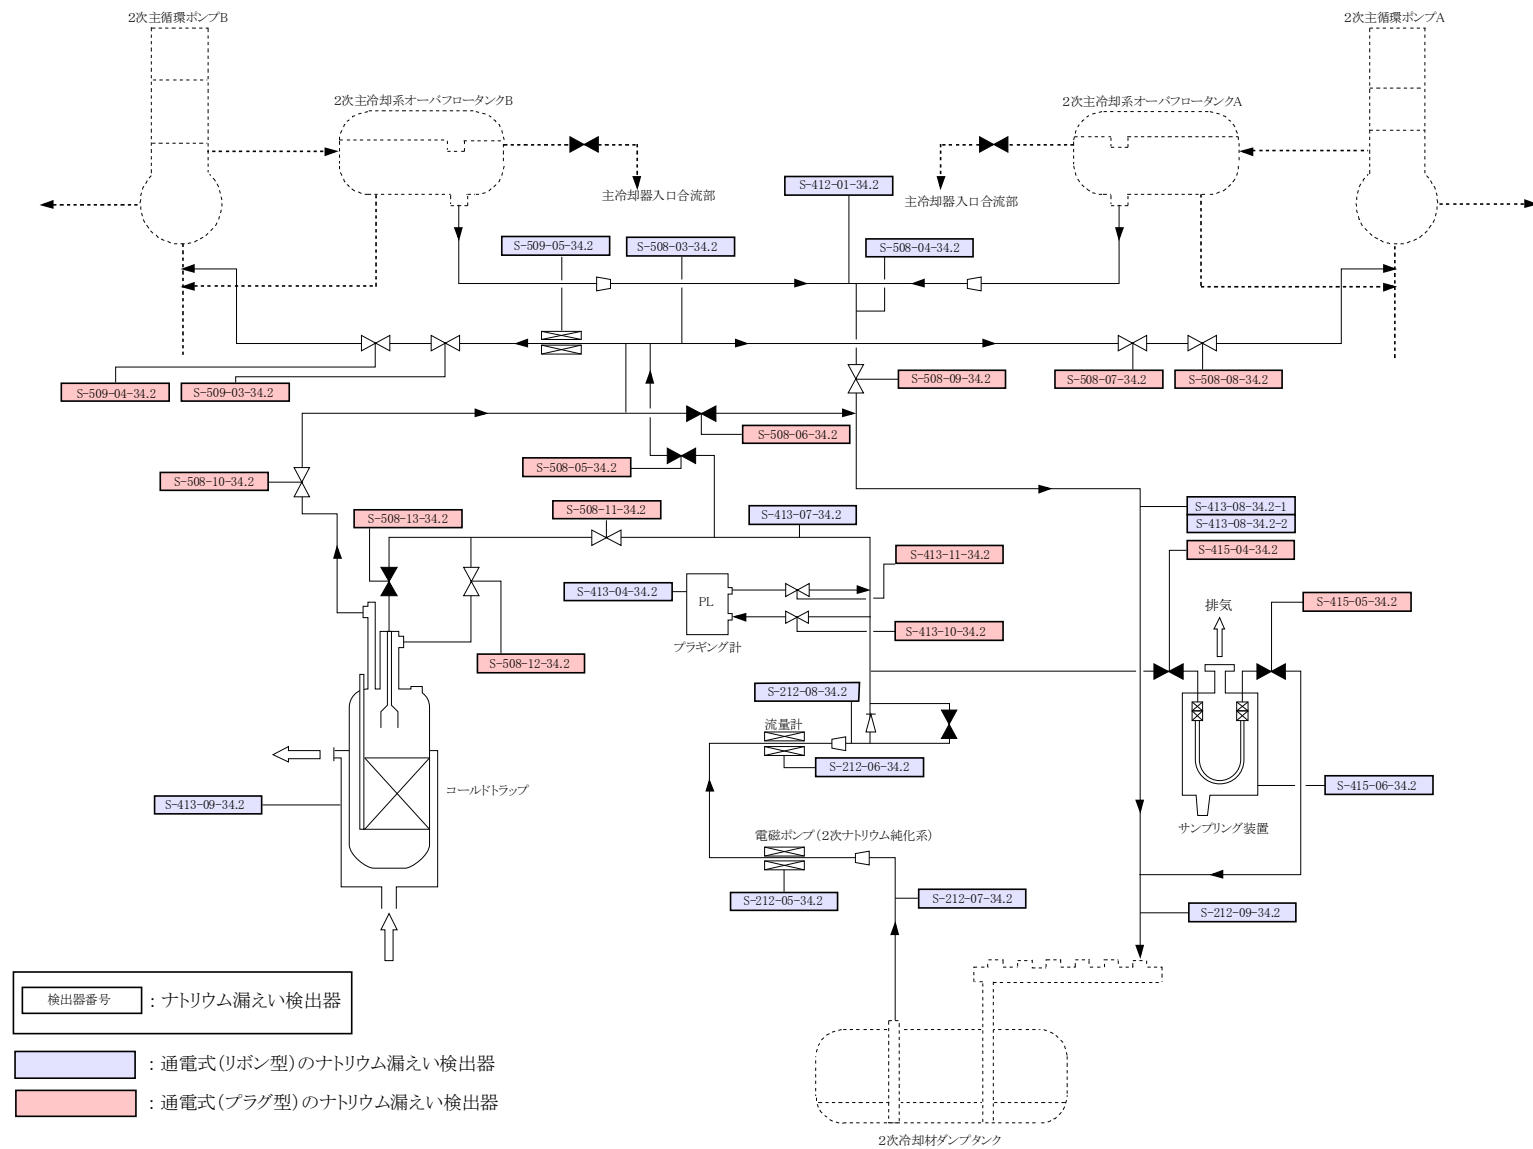 2次主循環ポンプB
2次主循環ポンプA
2次主冷却系オーバフロータンクB
2次主冷却系オーバフロータンクA
S-412-01-34.2
主冷却器入口合流部
主冷却器入口合流部
S-509-05-34.2
S-508-03-34.2
S-508-04-34.2
S-509-04-34.2
S-509-03-34.2
S-508-09-34.2
S-508-07-34.2
S-508-08-34.2
S-508-06-34.2
S-508-05-34.2
S-508-10-34.2
S-508-13-34.2
S-508-11-34.2
S-413-07-34.2
S-413-08-34.2-1
S-413-08-34.2-2
S-415-04-34.2
S-413-11-34.2
S-413-04-34.2
PL
排気
S-415-05-34.2
S-413-10-34.2
プラギング計
S-508-12-34.2
S-212-08-34.2
流量計
S-212-06-34.2
コールドトラップ
S-413-09-34.2
S-415-06-34.2
サンプリング装置
電磁ポンプ(2次ナトリウム純化系)
S-212-05-34.2
S-212-07-34.2
S-212-09-34.2
検出器番号
：ナトリウム漏えい検出器
：通電式(リボン型)のナトリウム漏えい検出器
：通電式(プラグ型)のナトリウム漏えい検出器
2次冷却材ダンプタンク